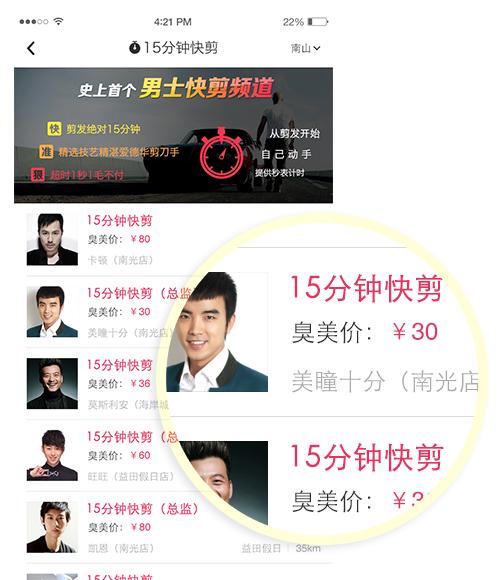 4:21 PM
22%
15分钟快剪
南山
史上首个 男士快剪频道
快 剪发绝对15分钟
从剪发开始
准 精选技艺精湛爱德华剪刀手
自己动手
狠 超时1秒1毛不付
提供秒表计时
15分钟快剪
臭美价：￥80
卡顿（南光店）
15分钟快剪（总监
臭美价：￥30
美瞳十分（南光店
15分钟快剪
臭美价：￥36
莫斯利安（海岸城
15分钟快剪（总
臭美价：￥60
旺旺（益田假日店）
15分钟快剪（总监）
臭美价：￥80
凯恩（南光店）
益田假日 | 35km
15分钟快剪（总监）
15分钟快剪
臭美价：￥30
美瞳十分（南光店
15分钟快剪
臭美价：￥3